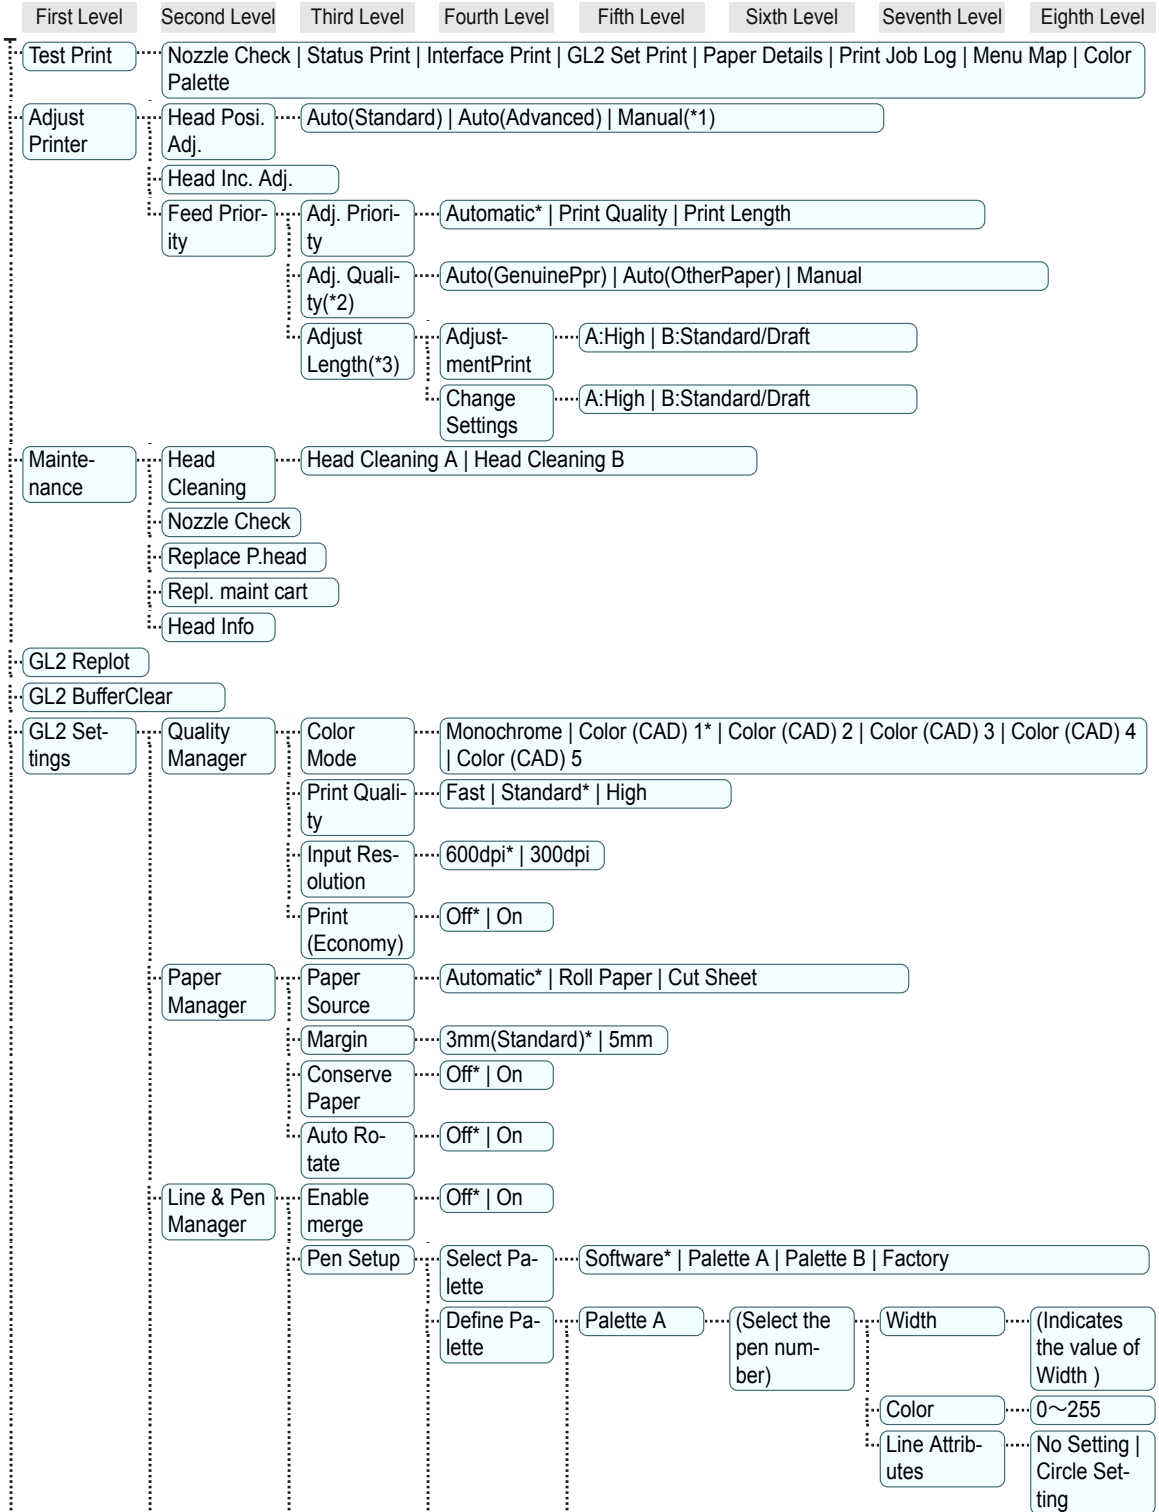 First Level Second Level Third Level Fourth Level Fifth Level Sixth Level Seventh Level Eighth Level
Test Print Nozzle Check | Status Print | Interface Print | GL2 Set Print | Paper Details | Print Job Log | Menu Map | Color
Palette
Adjust Head Posi. Auto(Standard) | Auto(Advanced) | Manual(*1)
Printer Adj.
Head Inc. Adj.
Feed Prior- Adj. Priori- Automatic* | Print Quality | Print Length
ity ty
Adj. Quali- Auto(GenuinePpr) | Auto(OtherPaper) | Manual
ty(*2)
Adjust Adjust- A:High | B:Standard/Draft
Length(*3) mentPrint
Change A:High | B:Standard/Draft
Settings
Mainte- Head Head Cleaning A | Head Cleaning B
nance Cleaning
Nozzle Check
Replace P.head
Repl. maint cart
Head Info
GL2 Replot
GL2 BufferClear
GL2 Set- Quality Color Monochrome | Color (CAD) 1* | Color (CAD) 2 | Color (CAD) 3 | Color (CAD) 4
tings Manager Mode | Color (CAD) 5
Print Quali- Fast | Standard* | High
ty
Input Res- 600dpi* | 300dpi
olution
Print Off* | On
(Economy)
Paper Paper Automatic* | Roll Paper | Cut Sheet
Manager Source
Margin 3mm(Standard)* | 5mm
Conserve Off* | On
Paper
Auto Ro- Off* | On
tate
Line & Pen Enable Off* | On
Manager merge
Pen Setup Select Pa- Software* | Palette A | Palette B | Factory
lette
Define Pa- Palette A (Select the Width (Indicates
lette pen num- the value of
ber) Width )
Color 0～255
Line Attrib- No Setting |
utes Circle Set-
ting